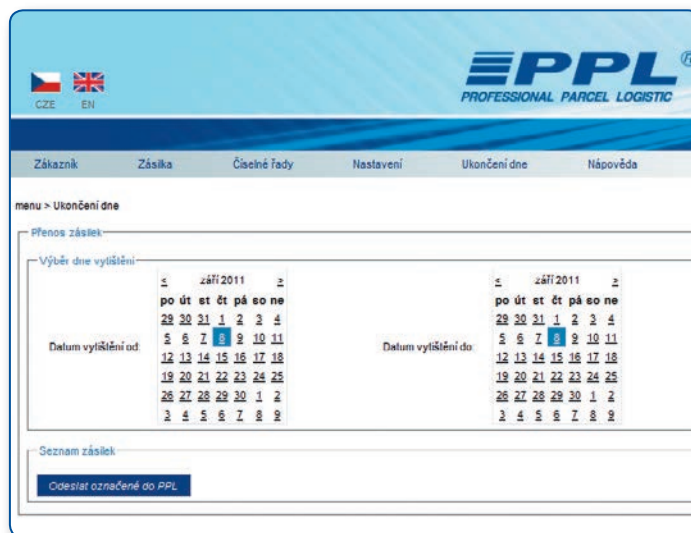 PPL®
PROFESSIONAL PARCEL LOGISTIC
CZE EN
Zákazník Zásilka Číselné řady Nastavení Ukončení dne Nápověda
menu > Ukončení dne
Přenos zásilek
Výběr dne vytištění
Datum vytištění od:
< září 2011 >
po út st čt pá so ne
29 30 31 1 2 3 4
5 6 7 8 9 10 11
12 13 14 15 16 17 18
19 20 21 22 23 24 25
26 27 28 29 30 1 2
3 4 5 6 7 8 9
Datum vytištění do:
< září 2011 >
po út st čt pá so ne
29 30 31 1 2 3 4
5 6 7 8 9 10 11
12 13 14 15 16 17 18
19 20 21 22 23 24 25
26 27 28 29 30 1 2
3 4 5 6 7 8 9
Seznam zásilek
Odeslat označené do PPL